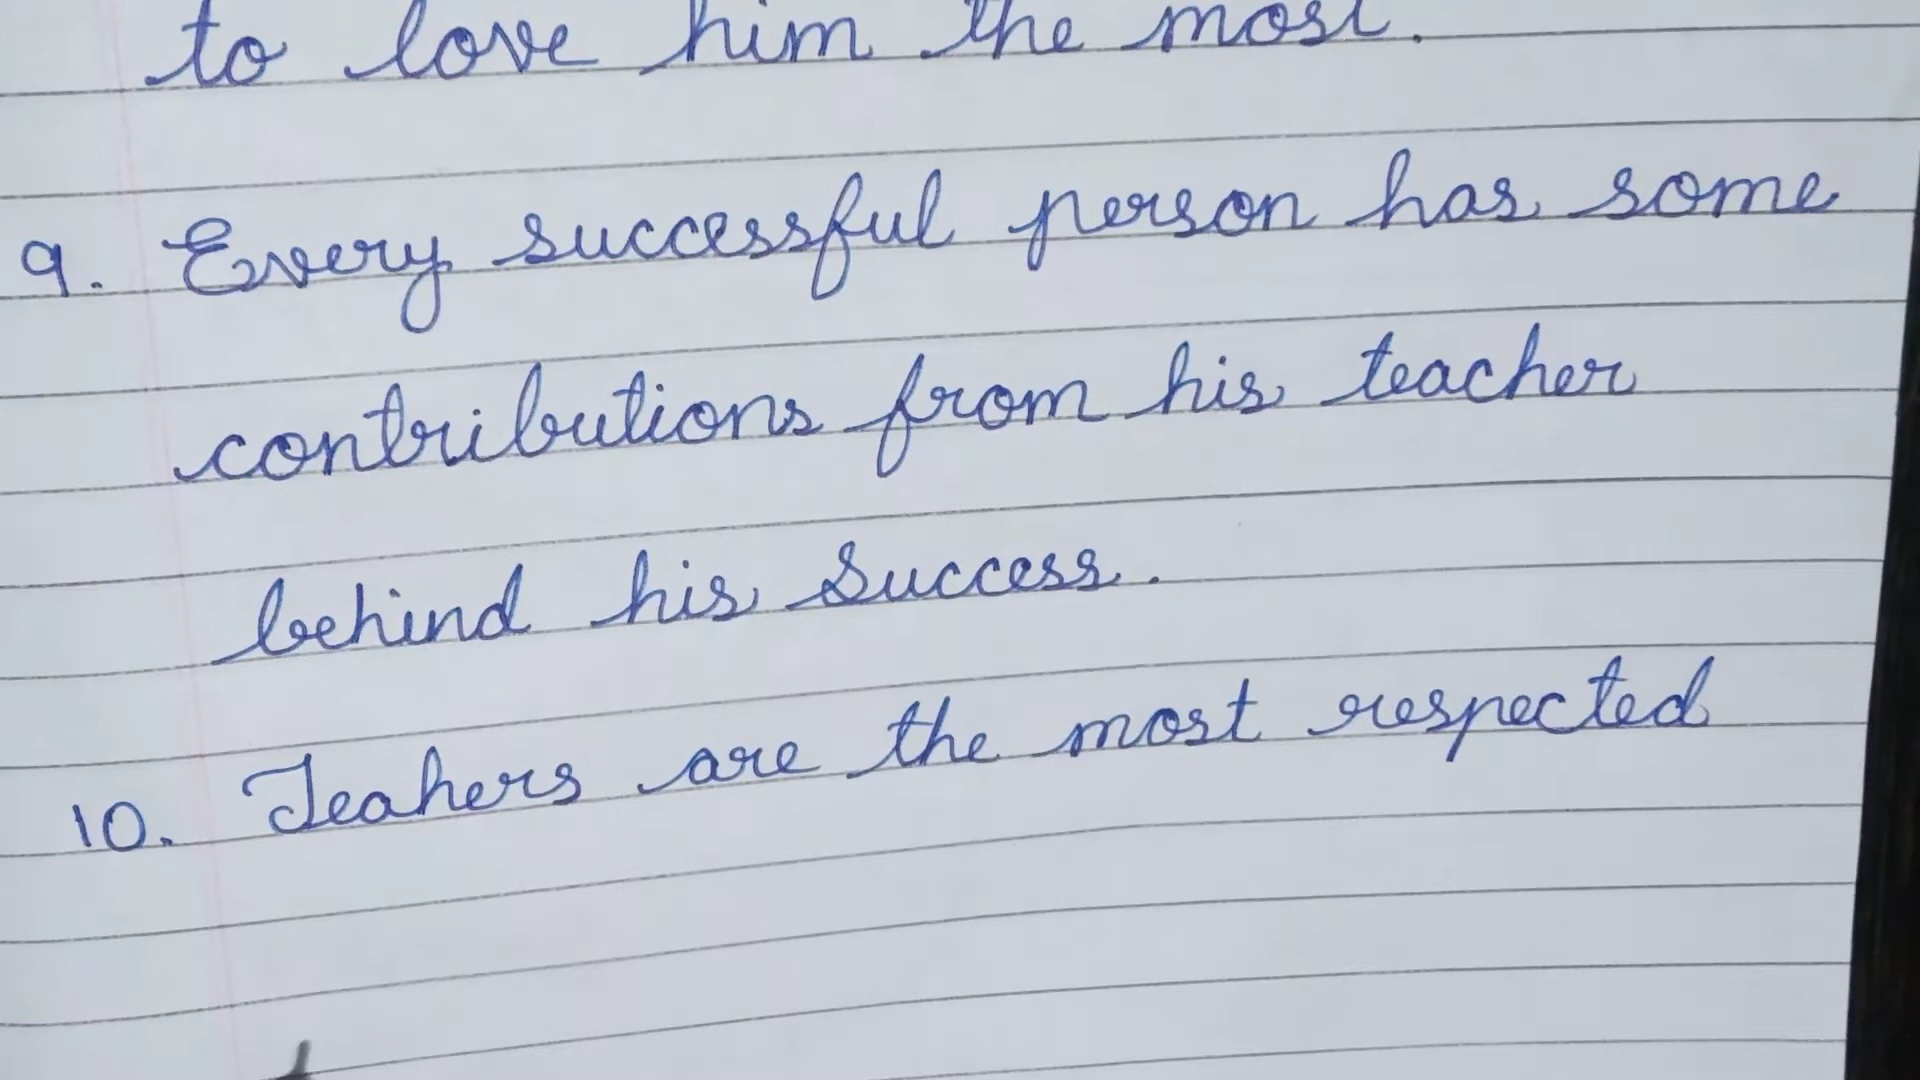 to love him the most.
9. Every successful person has some
contributions from his teacher
behind his Success.
10. Teahers are the most respected